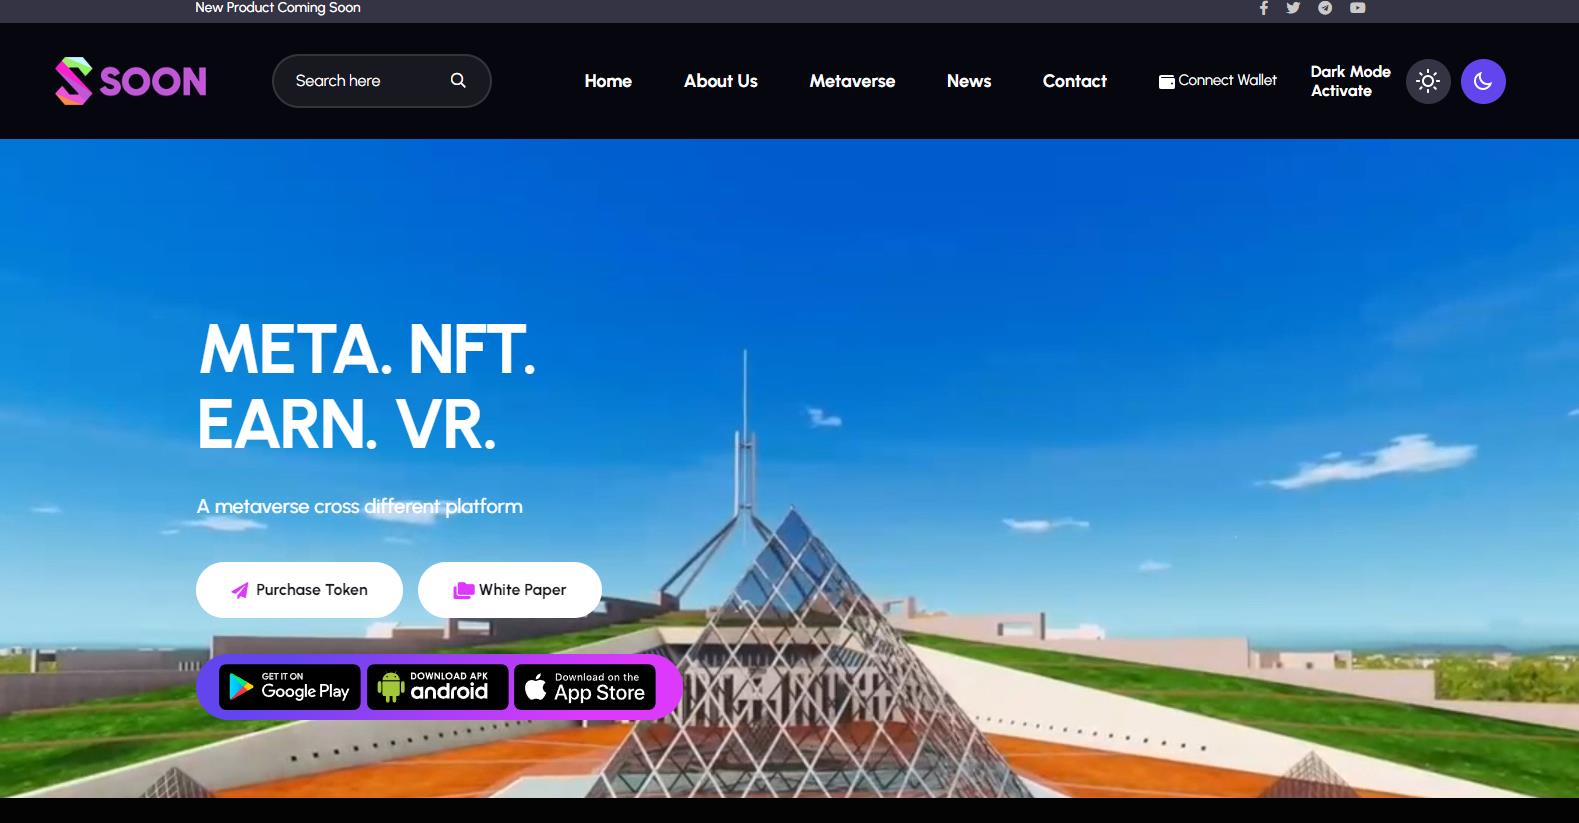 New Product Coming Soon
SOON
Search here
Home
About Us
Metaverse
News
Contact
Connect Wallet
Dark Mode
Activate
META. NFT.
EARN. VR.
A metaverse cross different platform
Purchase Token
White Paper
GET IT ON
Google Play
DOWNLOAD APK
android
Download on the
App Store